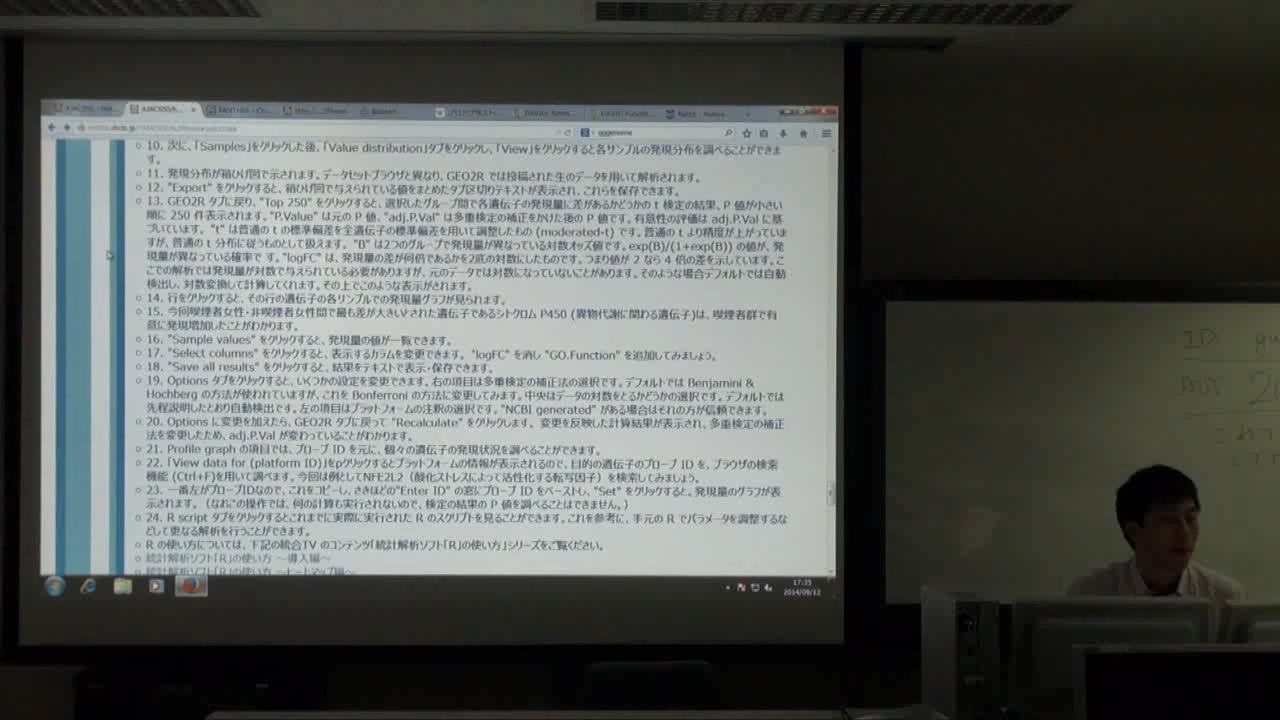 gggenome
10. 次に、「Samples」をクリックした後、「Value distribution」タブをクリックし、「View」をクリックすると各サンプルの発現分布を調べることができま
す。
11. 発現分布が箱ひげ図で示されます。データセットブラウザと異なり、GEO2R では投稿された生のデータを用いて解析されます。
12. "Export" をクリックすると、箱ひげ図で与えられている値をまとめたタブ区切りテキストが表示され、これらを保存できます。
13. GEO2R タブに戻り、"Top 250" をクリックすると、選択したグループ間で各遺伝子の発現量に差があるかどうかの t 検定の結果、P 値が小さい
順に 250 件表示されます。"P.Value" は元の P 値、"adj.P.Val" は多重検定の補正をかけた後の P 値です。有意性の評価は adj.P.Val に基
づいています。 "t" は普通の t の標準偏差を全遺伝子の標準偏差を用いて調整したもの (moderated-t) です。普通の t より精度が上がっていま
すが、普通の t 分布に従うものとして扱えます。 "B" は2つのグループで発現量が異なっている対数オッズ値です。exp(B)/(1+exp(B)) の値が、発
現量が異なっている確率で す。"logFC" は、発現量の差が何倍であるかを2底の対数にしたものです。つまり値が 2 なら 4 倍の差を示しています。こ
こでの解析では発現量が対数で与えられている必要がありますが、元のデータでは対数になっていないことがあります。そのような場合デフォルトでは自動
検出し、対数変換して計算してくれます。その上でこのような表示がされます。
14. 行をクリックすると、その行の遺伝子の各サンプルでの発現量グラフが見られます。
15. 今回喫煙者女性・非喫煙者女性間で最も差が大きいとされた遺伝子であるシトクロム P450 (異物代謝に関わる遺伝子)は、喫煙者群で有
意に発現増加したことがわかります。
16. "Sample values" をクリックすると、発現量の値が一覧できます。
17. "Select columns" をクリックすると、表示するカラムを変更できます。 "logFC" を消し "GO.Function" を追加してみましょう。
18. "Save all results" をクリックすると、結果をテキストで表示・保存できます。
19. Options タブをクリックすると、いくつかの設定を変更できます。右の項目は多重検定の補正法の選択です。デフォルトでは Benjamini &
Hochberg の方法が使われていますが、これを Bonferroni の方法に変更してみます。中央はデータの対数をとるかどうかの選択です。デフォルトでは
先程説明したとおり自動検出です。左の項目はプラットフォームの注釈の選択です。"NCBI generated" がある場合はそれの方が信頼できます。
20. Options に変更を加えたら、GEO2R タブに戻って "Recalculate" をクリックします。 変更を反映した計算結果が表示され、多重検定の補正
法を変更したため、adj.P.Val が変わっていることがわかります。
21. Profile graph の項目では、プローブ ID を元に、個々の遺伝子の発現状況を調べることができます。
22. 「View data for (platform ID)」をpクリックするとプラットフォームの情報が表示されるので、目的の遺伝子のプローブ ID を、ブラウザの検索
機能 (Ctrl+F)を用いて調べます。今回は例としてNFE2L2（酸化ストレスによって活性化する転写因子）を検索してみましょう。
23. 一番左がプローブIDなので、これをコピーし、さきほどの"Enter ID" の窓にプローブ ID をペーストし、"Set" をクリックすると、発現量のグラフが表
示されます。（なおこの操作では、何の計算も実行されないので、検定の結果の P 値を調べることはできません。）
24. R script タブをクリックするとこれまでに実際に実行された R のスクリプトを見ることができます。これを参考に、手元の R でパラメータを調整するな
どして更なる解析を行うことができます。
R の使い方については、下記の統合TV のコンテンツ「統計解析ソフト「R」の使い方」シリーズをご覧ください。
統計解析ソフト「R」の使い方 ～導入編～
統計解析ソフト「R」の使い方 ～ヒートマップ編～
17:35
2014/09/12
ID